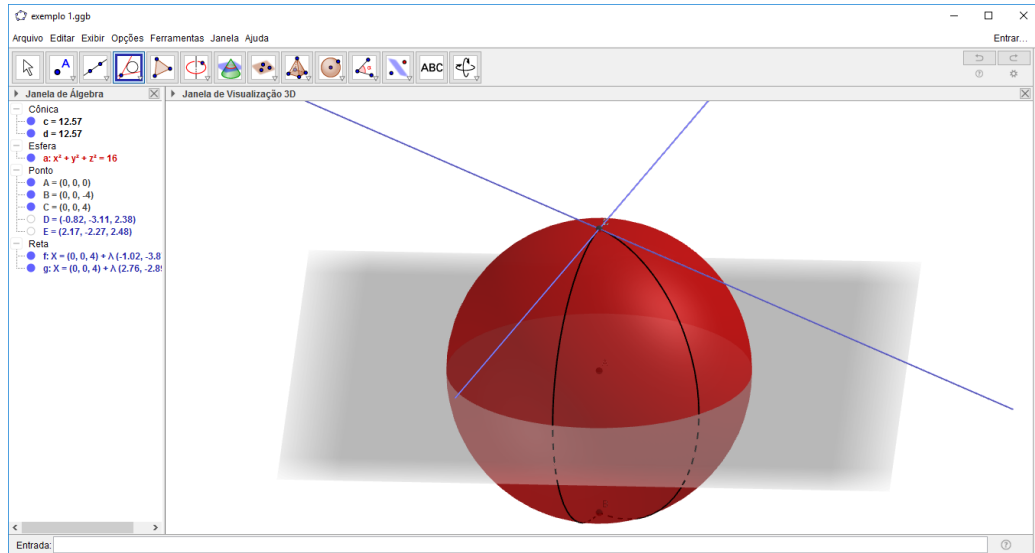 exemplo 1.ggb
Arquivo Editar Exibir Opções Ferramentas Janela Ajuda
Entrar...
ABC
Janela de Álgebra
Janela de Visualização 3D
Cônica
c = 12.57
d = 12.57
Esfera
a: x² + y² + z² = 16
Ponto
A = (0, 0, 0)
B = (0, 0, -4)
C = (0, 0, 4)
D = (-0.82, -3.11, 2.38)
E = (2.17, -2.27, 2.48)
Reta
f: X = (0, 0, 4) + λ (-1.02, -3.8
g: X = (0, 0, 4) + λ (2.76, -2.89
Entrada: